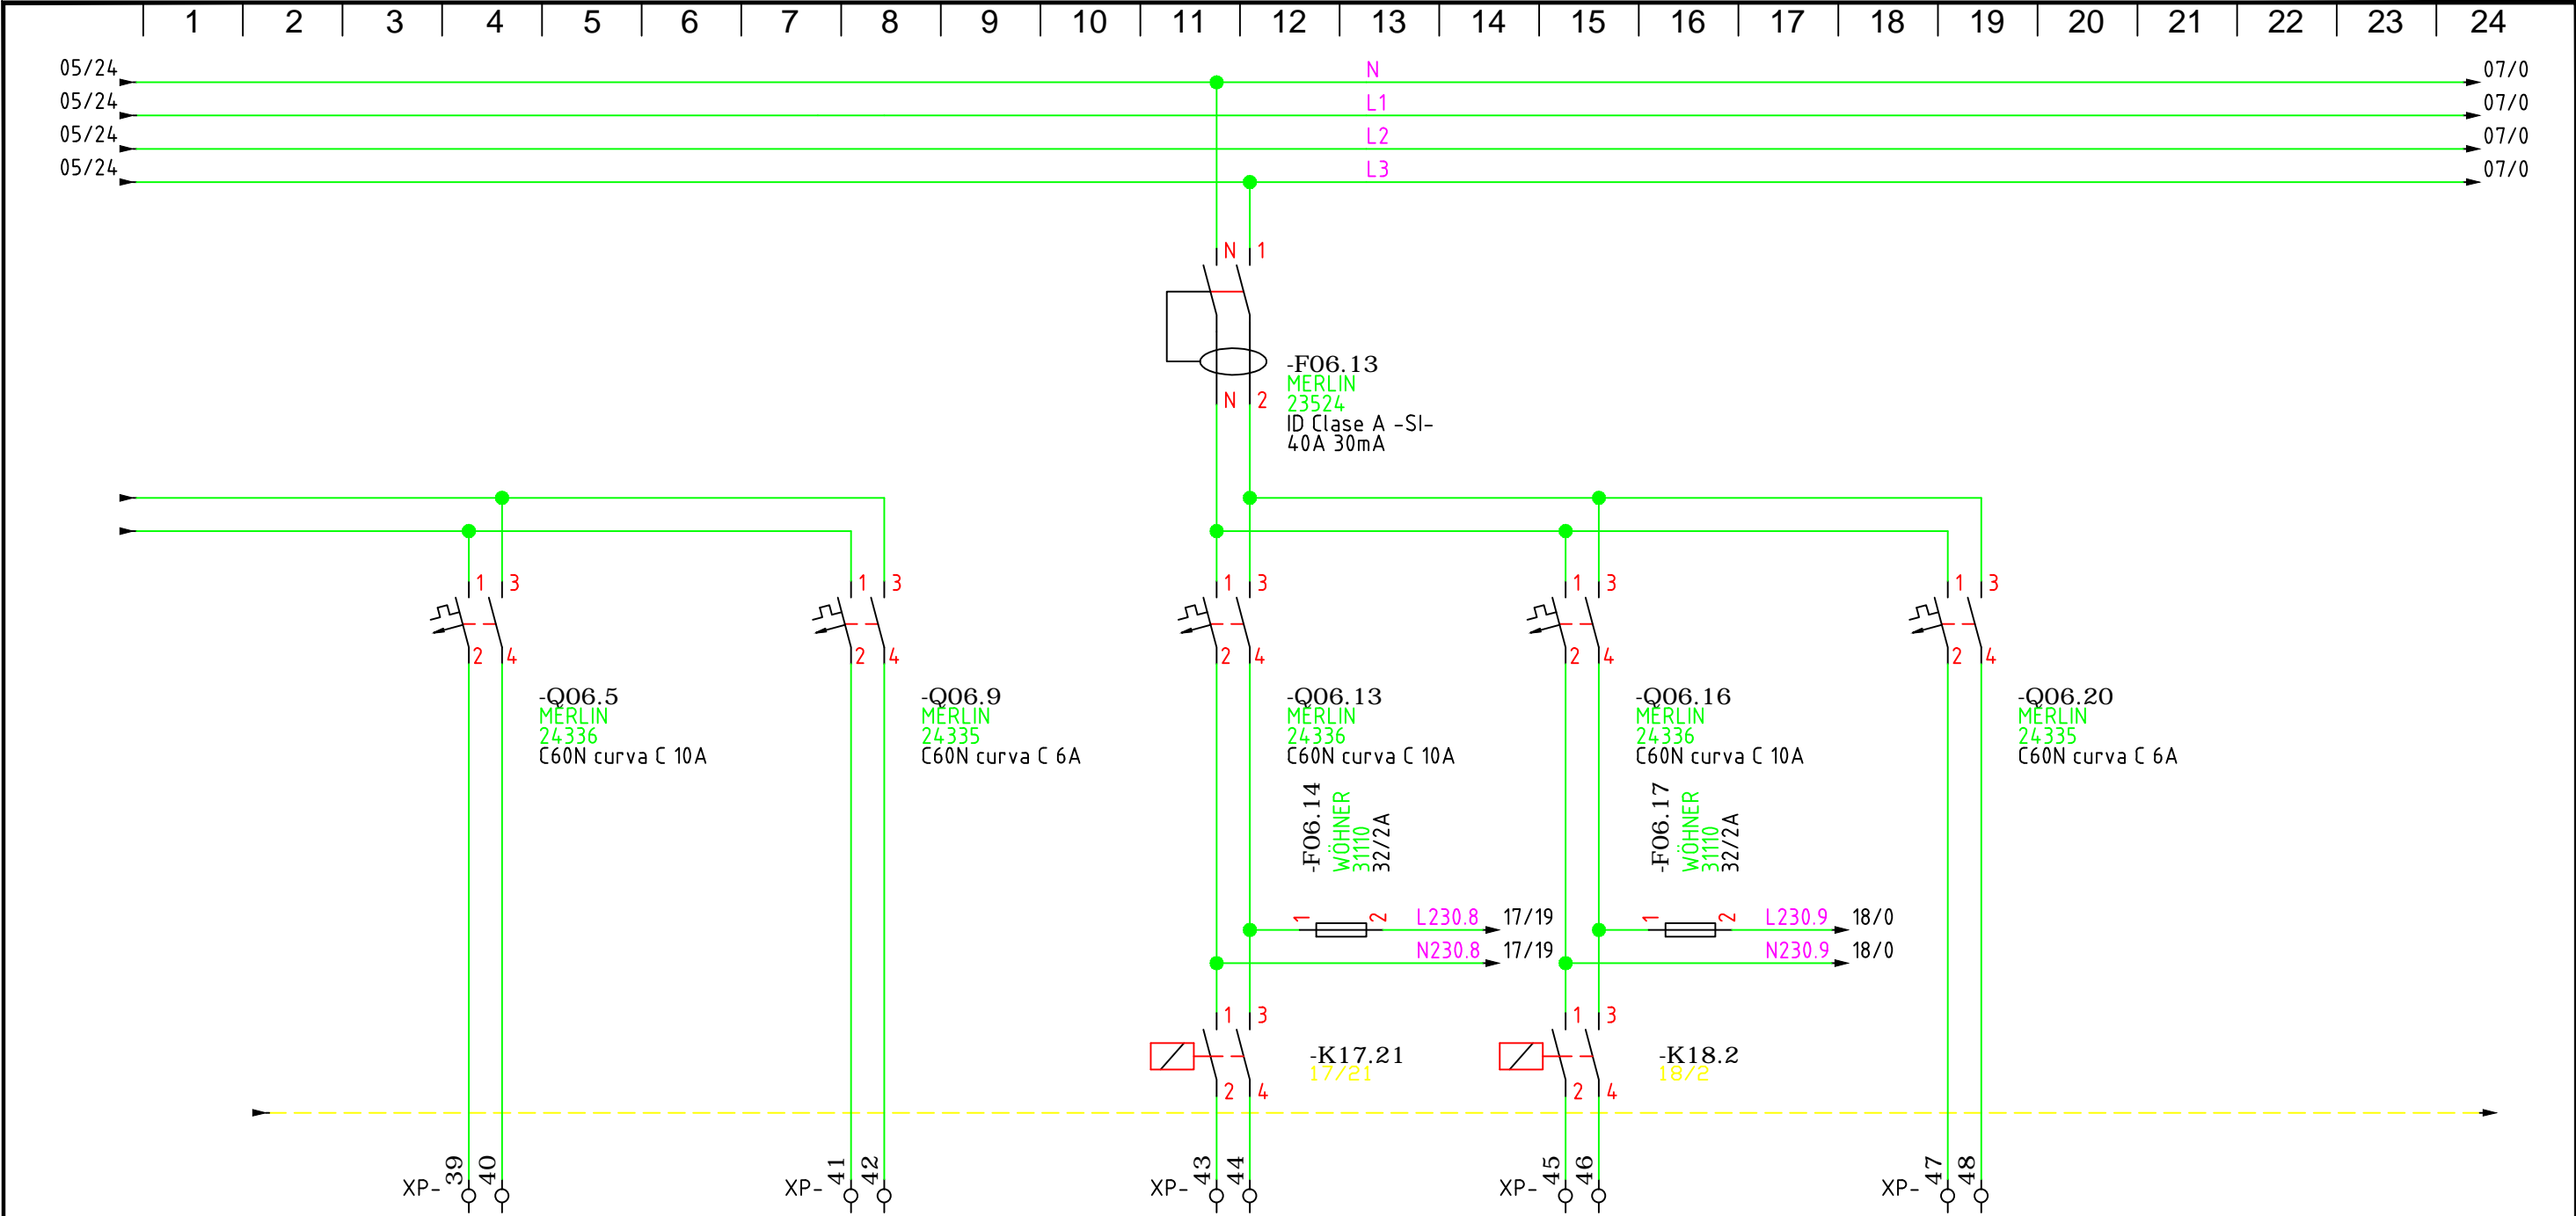 1 2 3 4 5 6 7 8 9 10 11 12 13 14 15 16 17 18 19 20 21 22 23 24
05/24 N 07/0
05/24 L1 07/0
05/24 L2 07/0
05/24 L3 07/0
N 1
-F06.13
MERLIN
N 2 23524
ID Clase A -SI-
40A 30mA
1 3 1 3 1 3 1 3 1 3
2 4 2 4 2 4 2 4 2 4
-Q06.5 -Q06.9 -Q06.13 -Q06.16 -Q06.20
MERLIN MERLIN MERLIN MERLIN MERLIN
24336 24335 24336 24336 24335
C60N curva C 10A C60N curva C 6A C60N curva C 10A C60N curva C 10A C60N curva C 6A
-F06.14
WÖHNER
31110
32/2A
-F06.17
WÖHNER
31110
32/2A
1 2 L230.8 17/19 1 2 L230.9 18/0
N230.8 17/19 N230.9 18/0
1 3 1 3
-K17.21 -K18.2
17/21 18/2
2 4 2 4
XP- 39 40 XP- 41 42 XP- 43 44 XP- 45 46 XP- 47 48